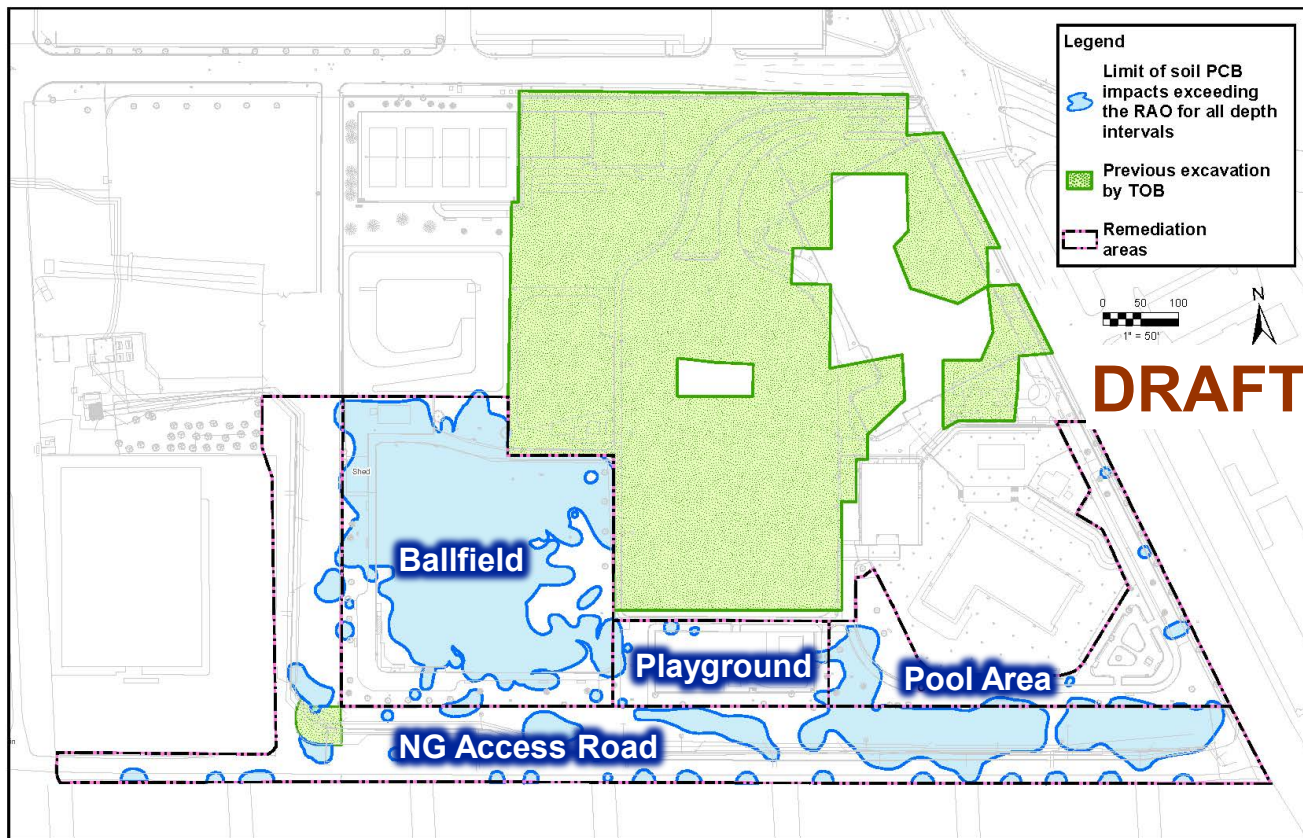 Legend
Limit of soil PCB
impacts exceeding
the RAO for all depth
intervals
Previous excavation
by TOB
Remediation
areas
0 50 100
1" = 50'
N
DRAFT
Shed
Ballfield
Playground
Pool Area
NG Access Road